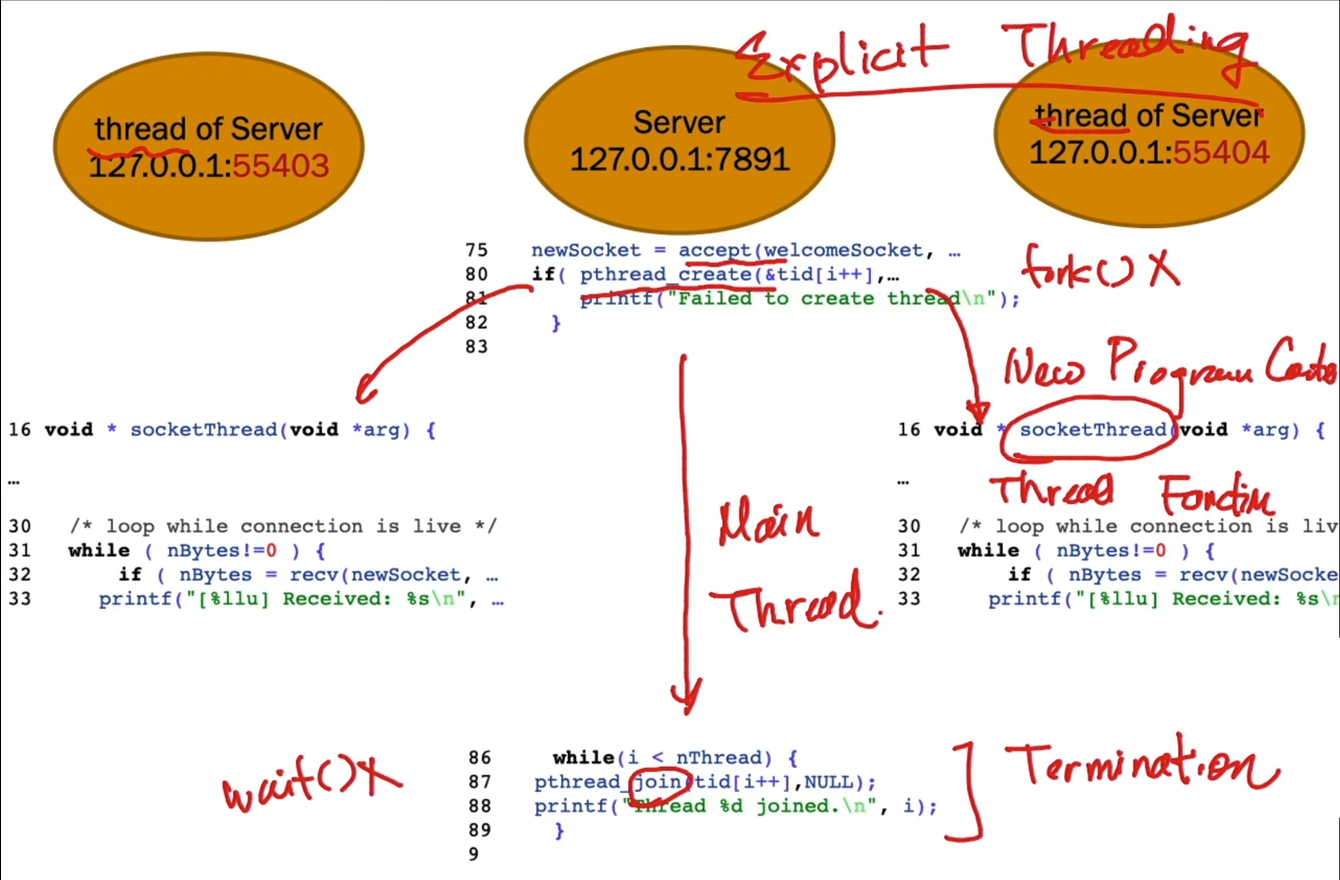 Explicit Threading
thread of Server
127.0.0.1:55403
Server
127.0.0.1:7891
thread of Server
127.0.0.1:55404
75 newSocket = accept(welcomeSocket, …
80 if( pthread_create(&tid[i++],…
81 printf("Failed to create thread\n");
82 }
83
fork() X
New Program
16 void * socketThread(void *arg) {
…
30 /* loop while connection is live */
31 while ( nBytes!=0 ) {
32 if ( nBytes = recv(newSocket, …
33 printf("[%llu] Received: %s\n", …
Main
Thread.
16 void * socketThread(void *arg) {
Thread
…
30 /* loop while connection is liv
31 while ( nBytes!=0 ) {
32 if ( nBytes = recv(newSocke
33 printf("[%llu] Received: %s\n
wait() X
86 while(i < nThread) {
87 pthread_join(tid[i++],NULL);
88 printf("Thread %d joined.\n", i);
89 }
9
Termination